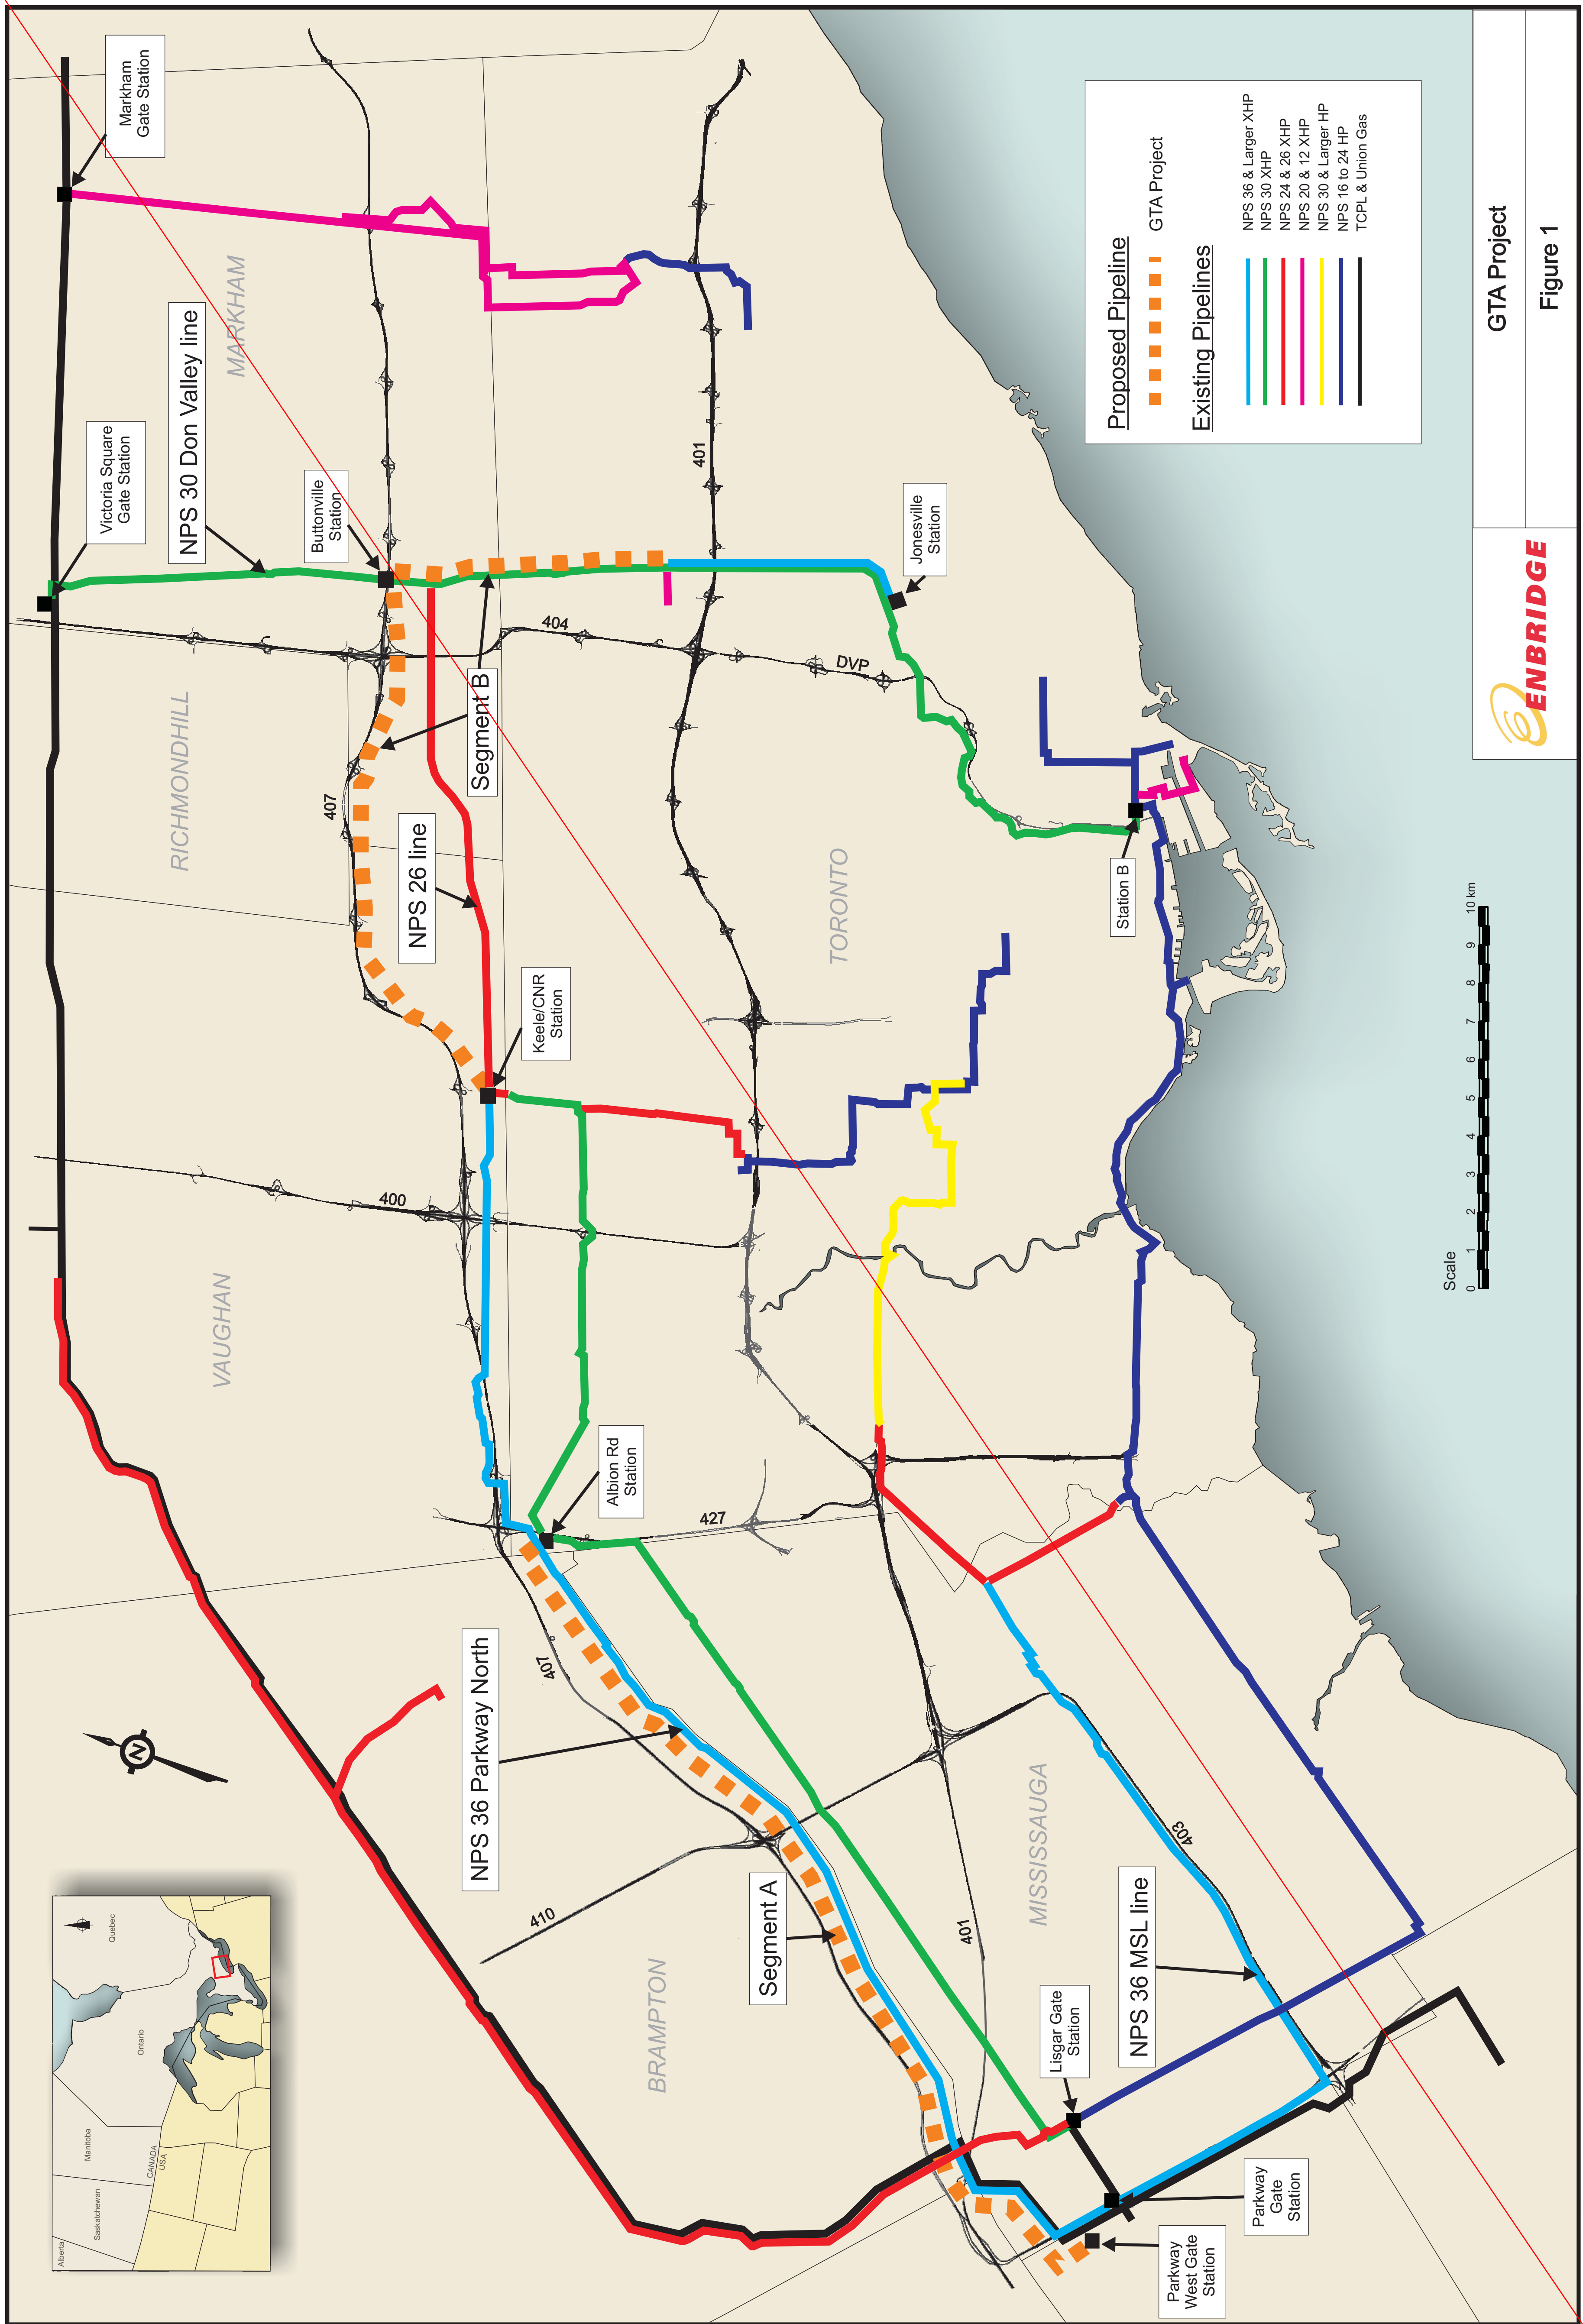 Alberta
Saskatchewan
Manitoba
Ontario
Quebec
CANADA
USA
N
VAUGHAN
RICHMONDHILL
MARKHAM
BRAMPTON
MISSISSAUGA
TORONTO
Victoria Square
Gate Station
Markham
Gate Station
NPS 30 Don Valley line
Buttonville
Station
407
404
400
NPS 26 line
Segment B
Keele/CNR
Station
401
DVP
Jonesville
Station
Albion Rd
Station
427
407
NPS 36 Parkway North
410
Segment A
401
403
NPS 36 MSL line
Lisgar Gate
Station
Parkway
Gate
Station
Parkway
West Gate
Station
Station B
Scale
0 1 2 3 4 5 6 7 8 9 10 km
Proposed Pipeline
GTA Project
Existing Pipelines
NPS 36 & Larger XHP
NPS 30 XHP
NPS 24 & 26 XHP
NPS 20 & 12 XHP
NPS 30 & Larger HP
NPS 16 to 24 HP
TCPL & Union Gas
ENBRIDGE
GTA Project
Figure 1